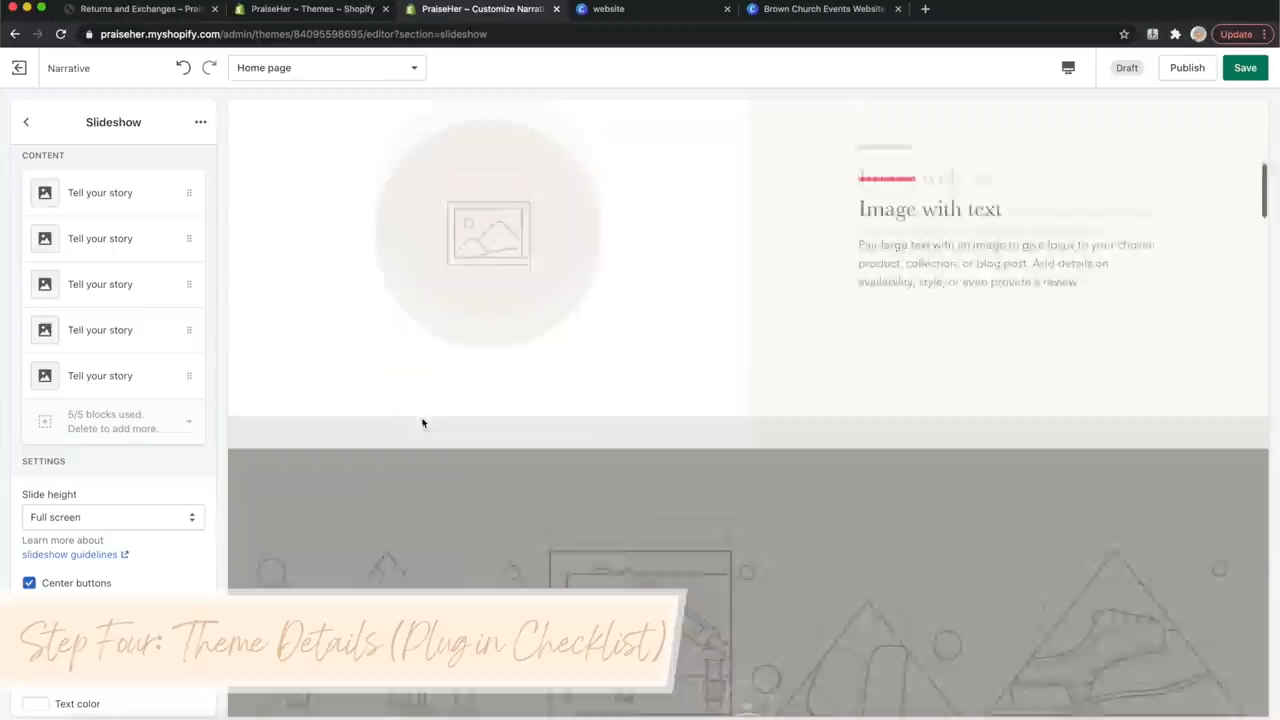 Returns and Exchanges – Prai
PraiseHer ~ Themes ~ Shopify
PraiseHer ~ Customize Narrati
website
Brown Church Events Website
praiseher.myshopify.com/admin/themes/84095598695/editor?section=slideshow
Update
Narrative
Home page
Draft
Publish
Save
Slideshow
CONTENT
Tell your story
Tell your story
Tell your story
Tell your story
Tell your story
5/5 blocks used.
Delete to add more.
SETTINGS
Slide height
Full screen
Learn more about
slideshow guidelines
Center buttons
Text color
Image with text
Pair large text with an image to give focus to your chosen
product, collection, or blog post. Add details on
availability, style, or even provide a review
Step Four: Theme Details (Plugin Checklist)